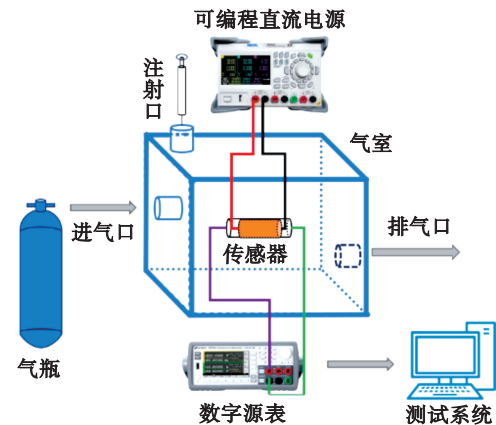 可编程直流电源
注射口
气室
进气口
传感器
排气口
气瓶
数字源表
测试系统